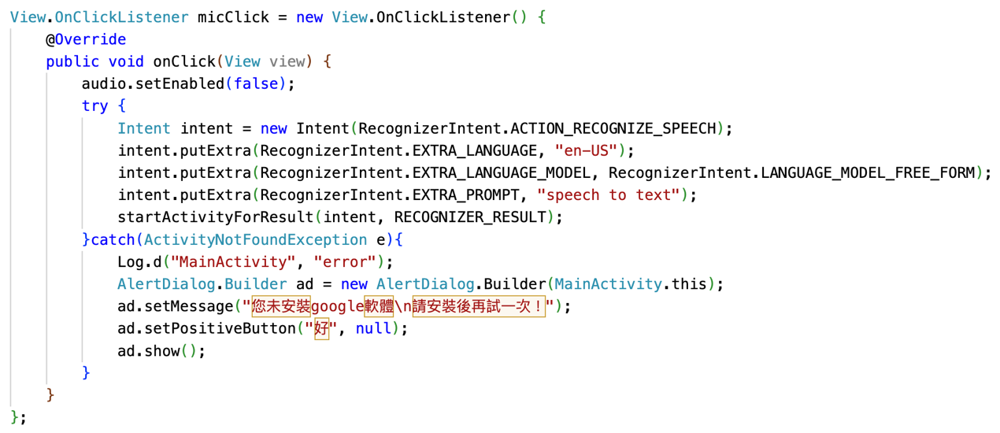 View.OnClickListener micClick = new View.OnClickListener() {
    @Override
    public void onClick(View view) {
        audio.setEnabled(false);
        try {
            Intent intent = new Intent(RecognizerIntent.ACTION_RECOGNIZE_SPEECH);
            intent.putExtra(RecognizerIntent.EXTRA_LANGUAGE, "en-US");
            intent.putExtra(RecognizerIntent.EXTRA_LANGUAGE_MODEL, RecognizerIntent.LANGUAGE_MODEL_FREE_FORM);
            intent.putExtra(RecognizerIntent.EXTRA_PROMPT, "speech to text");
            startActivityForResult(intent, RECOGNIZER_RESULT);
        }catch(ActivityNotFoundException e){
            Log.d("MainActivity", "error");
            AlertDialog.Builder ad = new AlertDialog.Builder(MainActivity.this);
            ad.setMessage("您未安裝google軟體\n請安裝後再試一次！");
            ad.setPositiveButton("好", null);
            ad.show();
        }
    }
};